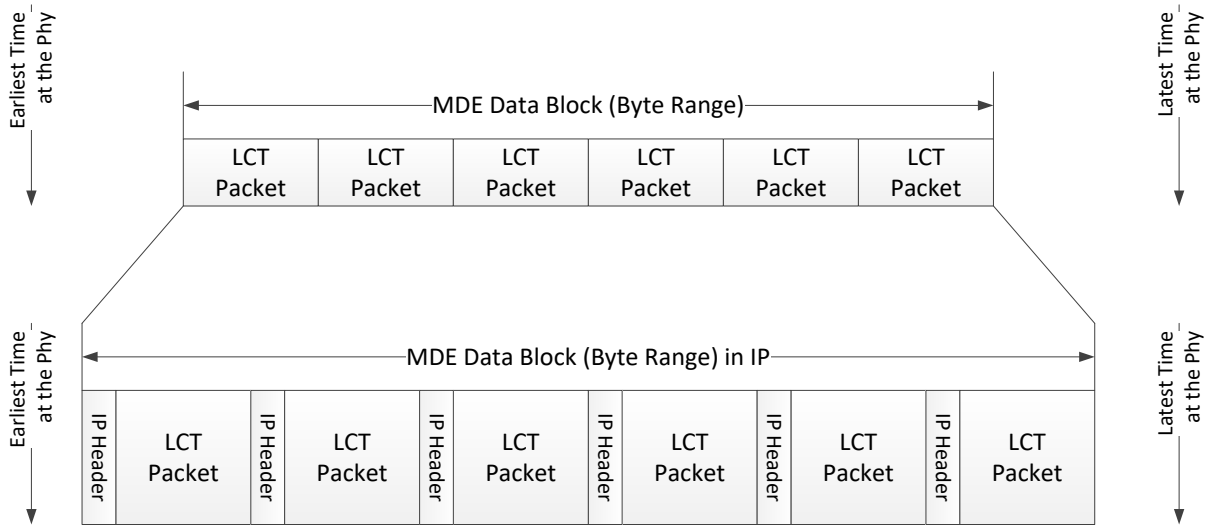 Earliest Time
at the Phy
Latest Time
at the Phy
MDE Data Block (Byte Range)
LCT
Packet
LCT
Packet
LCT
Packet
LCT
Packet
LCT
Packet
LCT
Packet
Earliest Time
at the Phy
Latest Time
at the Phy
MDE Data Block (Byte Range) in IP
IP Header
LCT
Packet
IP Header
LCT
Packet
IP Header
LCT
Packet
IP Header
LCT
Packet
IP Header
LCT
Packet
IP Header
LCT
Packet